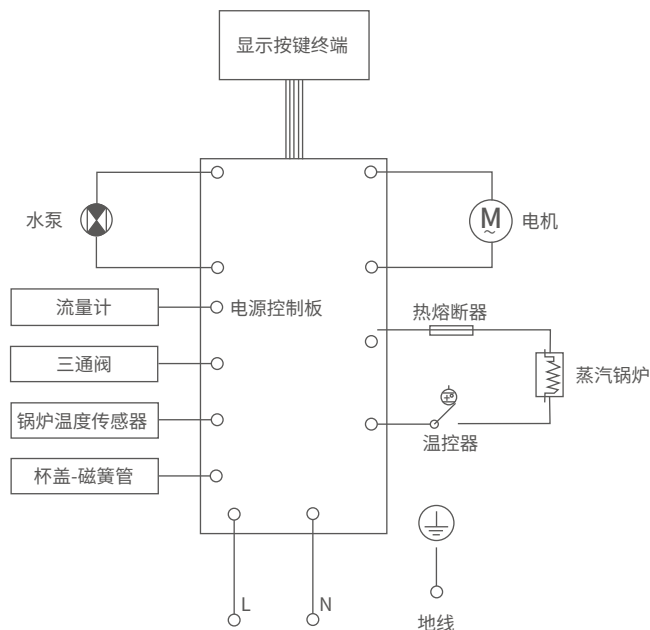 显示按键终端
水泵
M
~
电机
流量计
电源控制板
热熔断器
三通阀
蒸汽锅炉
锅炉温度传感器
温控器
杯盖-磁簧管
L
N
地线